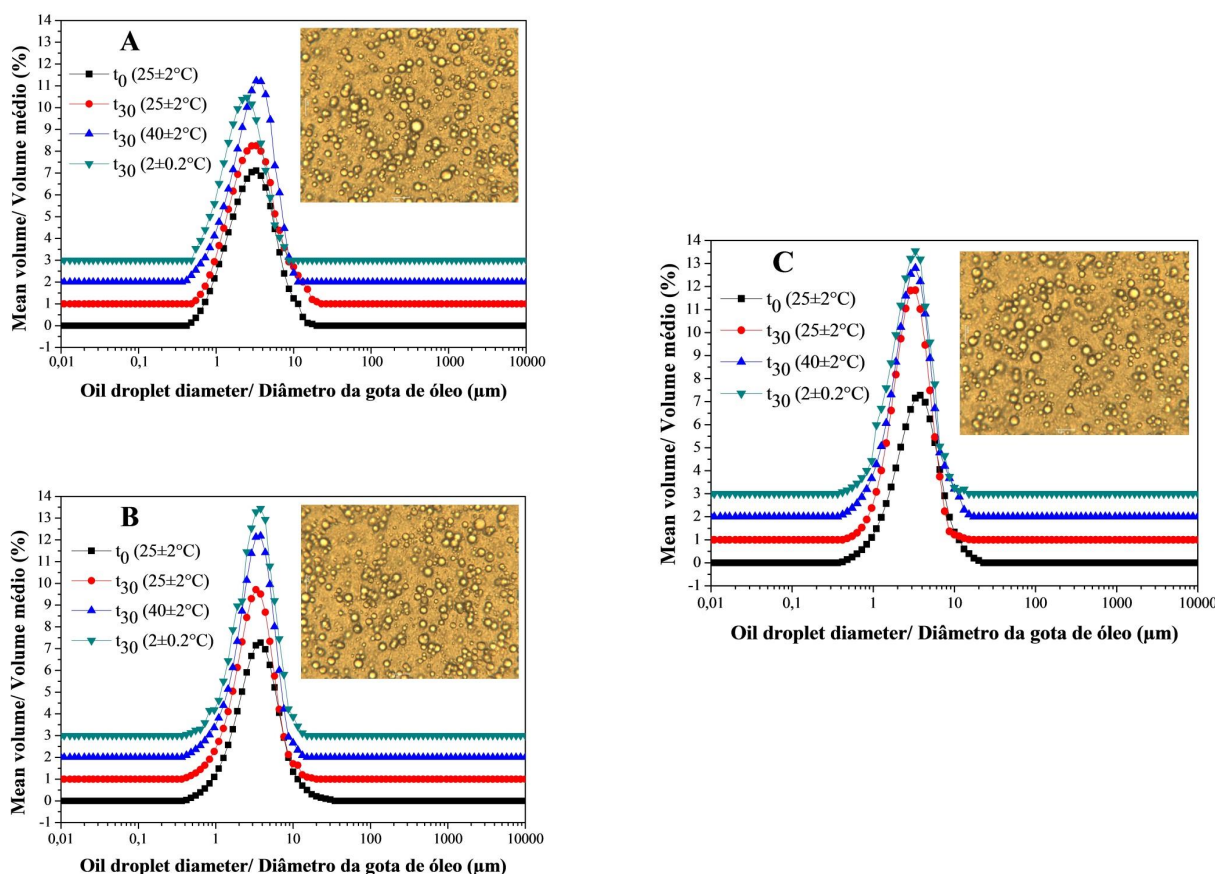 A
t0 (25±2°C)
t30 (25±2°C)
t30 (40±2°C)
t30 (2±0.2°C)
Mean volume/ Volume médio (%)
14
13
12
11
10
9
8
7
6
5
4
3
2
1
0
-1
0,01 0,1 1 10 100 1000 10000
Oil droplet diameter/ Diâmetro da gota de óleo (µm)
B
t0 (25±2°C)
t30 (25±2°C)
t30 (40±2°C)
t30 (2±0.2°C)
Mean volume/ Volume médio (%)
14
13
12
11
10
9
8
7
6
5
4
3
2
1
0
-1
0,01 0,1 1 10 100 1000 10000
Oil droplet diameter/ Diâmetro da gota de óleo (µm)
C
t0 (25±2°C)
t30 (25±2°C)
t30 (40±2°C)
t30 (2±0.2°C)
Mean volume/ Volume médio (%)
14
13
12
11
10
9
8
7
6
5
4
3
2
1
0
-1
0,01 0,1 1 10 100 1000 10000
Oil droplet diameter/ Diâmetro da gota de óleo (µm)